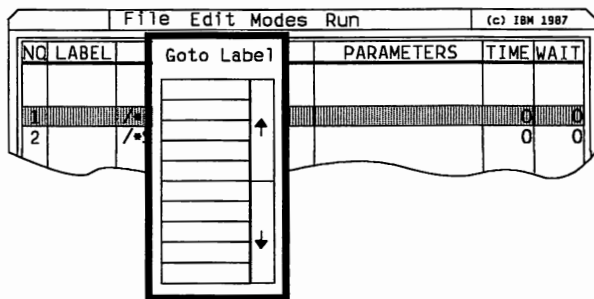 File Edit Modes Run (c) IBM 1987
NO LABEL PARAMETERS TIME WAIT
Goto Label
1 /* 0 0
2 /*S 0 0